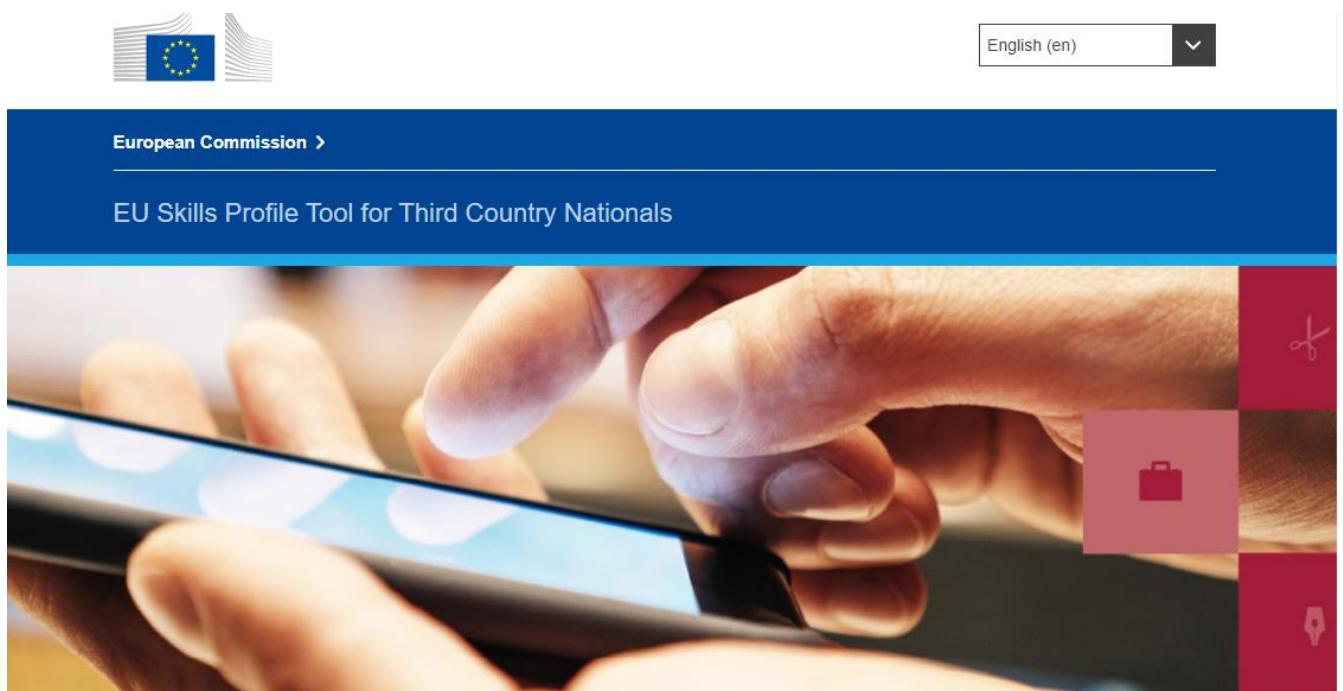 English (en)
European Commission >
EU Skills Profile Tool for Third Country Nationals